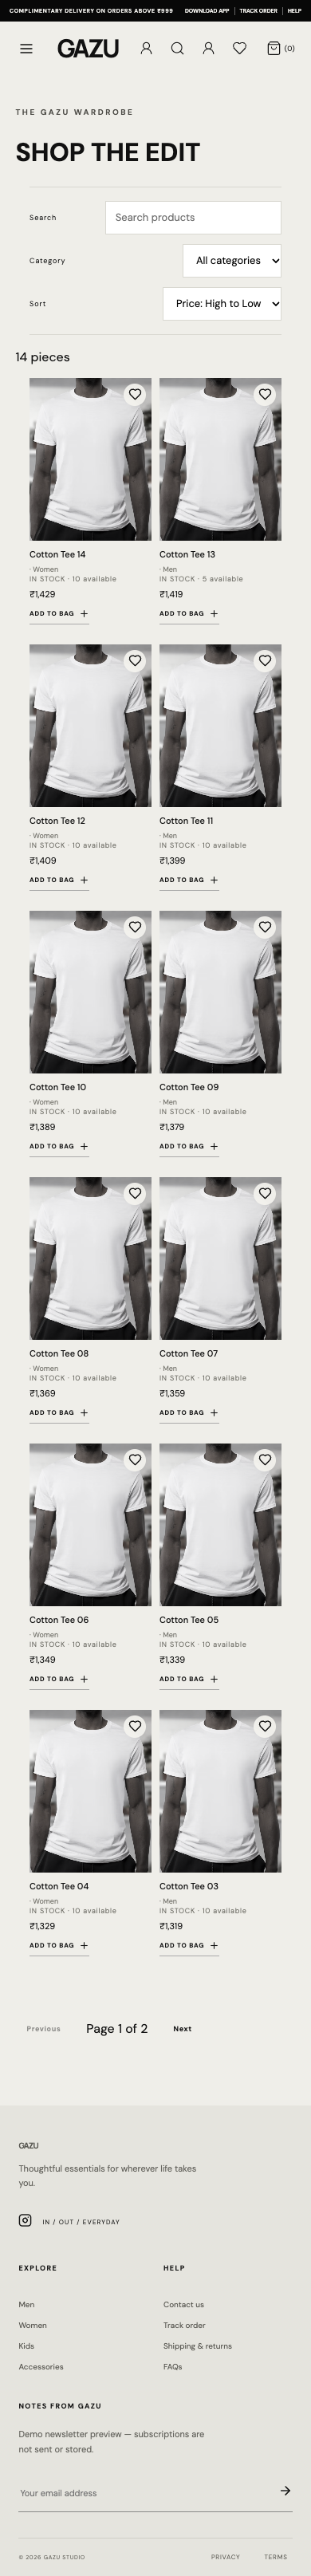 COMPLIMENTARY DELIVERY ON ORDERS ABOVE ₹999 DOWNLOAD APP TRACK ORDER HELP
GAZU (0)
THE GAZU WARDROBE
SHOP THE EDIT
Search Search products
Category All categories
Sort Price: High to Low
14 pieces
Cotton Tee 14
· Women
IN STOCK · 10 available
₹1,429
ADD TO BAG +
Cotton Tee 13
· Men
IN STOCK · 5 available
₹1,419
ADD TO BAG +
Cotton Tee 12
· Women
IN STOCK · 10 available
₹1,409
ADD TO BAG +
Cotton Tee 11
· Men
IN STOCK · 10 available
₹1,399
ADD TO BAG +
Cotton Tee 10
· Women
IN STOCK · 10 available
₹1,389
ADD TO BAG +
Cotton Tee 09
· Men
IN STOCK · 10 available
₹1,379
ADD TO BAG +
Cotton Tee 08
· Women
IN STOCK · 10 available
₹1,369
ADD TO BAG +
Cotton Tee 07
· Men
IN STOCK · 10 available
₹1,359
ADD TO BAG +
Cotton Tee 06
· Women
IN STOCK · 10 available
₹1,349
ADD TO BAG +
Cotton Tee 05
· Men
IN STOCK · 10 available
₹1,339
ADD TO BAG +
Cotton Tee 04
· Women
IN STOCK · 10 available
₹1,329
ADD TO BAG +
Cotton Tee 03
· Men
IN STOCK · 10 available
₹1,319
ADD TO BAG +
Previous Page 1 of 2 Next
GAZU
Thoughtful essentials for wherever life takes
you.
IN / OUT / EVERYDAY
EXPLORE
Men
Women
Kids
Accessories
HELP
Contact us
Track order
Shipping & returns
FAQs
NOTES FROM GAZU
Demo newsletter preview — subscriptions are
not sent or stored.
Your email address
© 2026 GAZU STUDIO PRIVACY TERMS